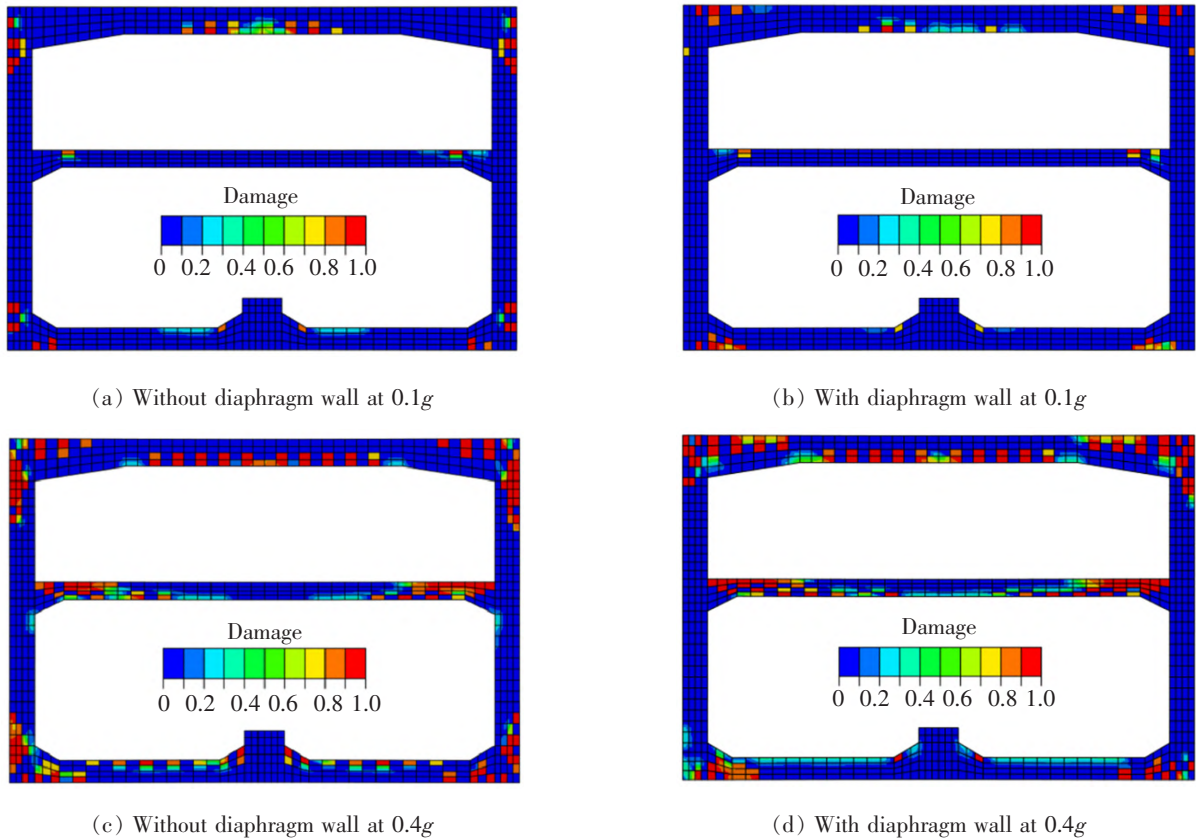 Damage
0 0.2 0.4 0.6 0.8 1.0
Damage
0 0.2 0.4 0.6 0.8 1.0
(a) Without diaphragm wall at 0.1g
(b) With diaphragm wall at 0.1g
Damage
0 0.2 0.4 0.6 0.8 1.0
Damage
0 0.2 0.4 0.6 0.8 1.0
(c) Without diaphragm wall at 0.4g
(d) With diaphragm wall at 0.4g